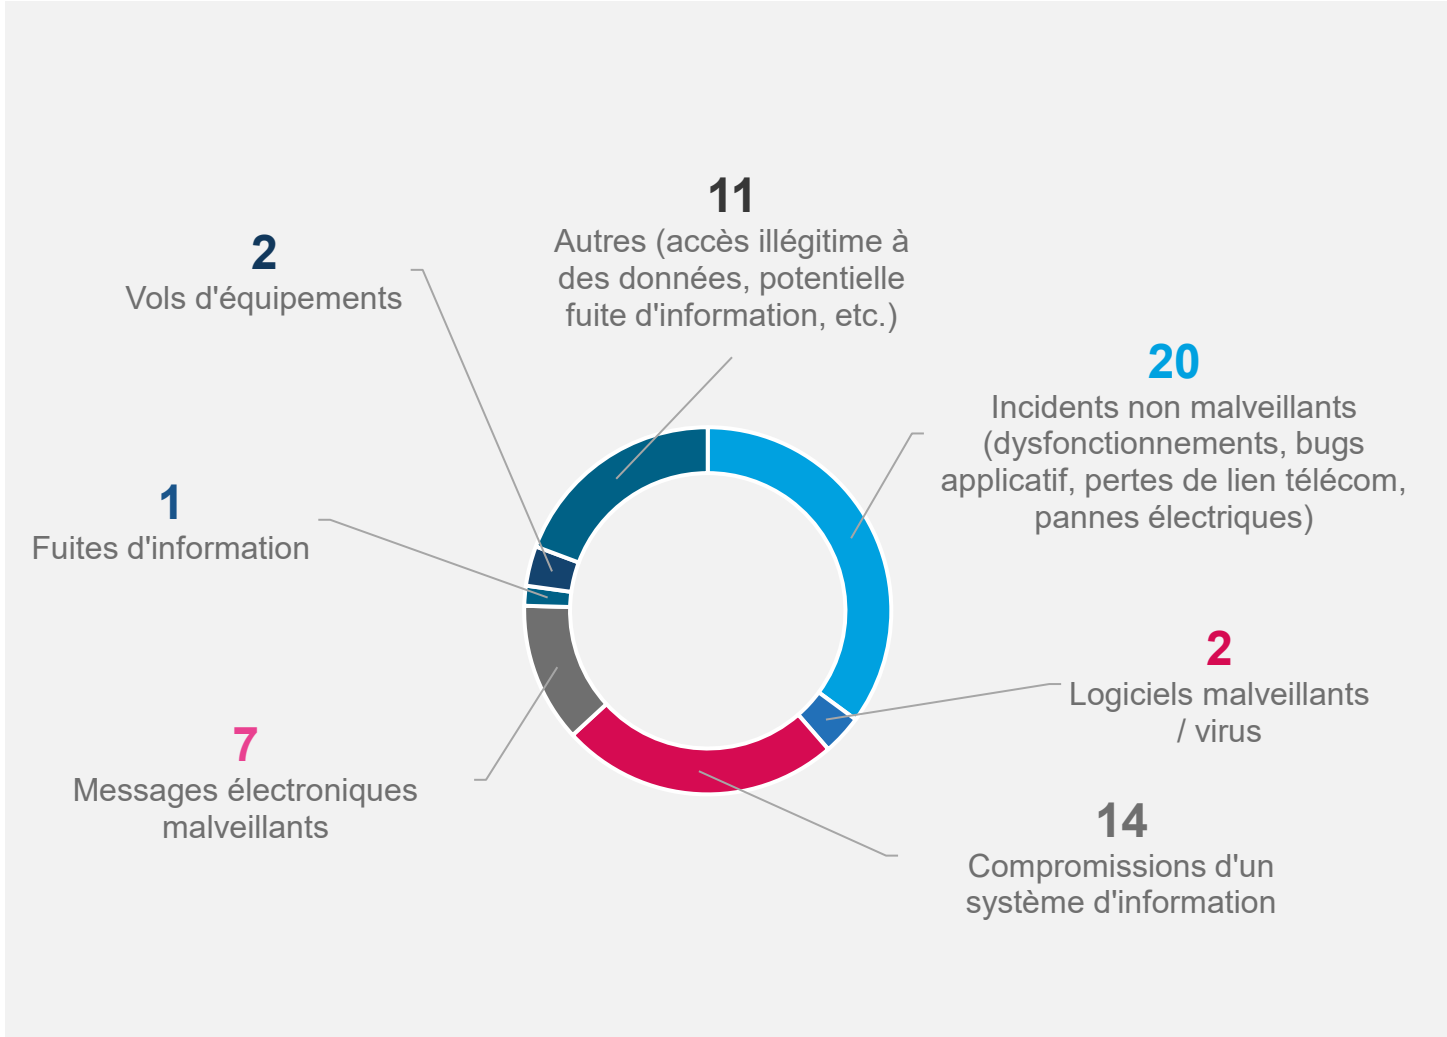 11
Autres (accès illégitime à
des données, potentielle
fuite d'information, etc.)
2
Vols d'équipements
20
Incidents non malveillants
(dysfonctionnements, bugs
applicatif, pertes de lien télécom,
pannes électriques)
1
Fuites d'information
2
Logiciels malveillants
/ virus
7
Messages électroniques
malveillants
14
Compromissions d'un
système d'information